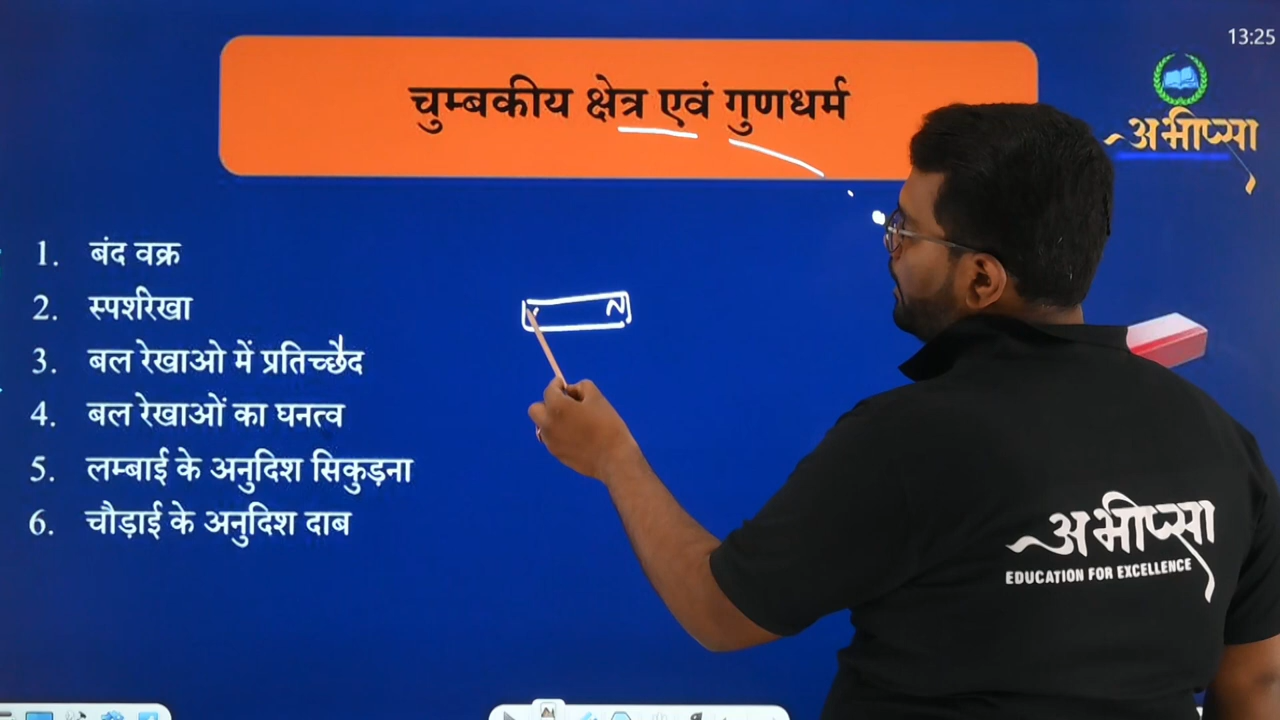 13:25
चुम्बकीय क्षेत्र एवं गुणधर्म
अभीप्सा
1. बंद वक्र
2. स्पर्शरेखा
3. बल रेखाओ में प्रतिच्छैद
4. बल रेखाओं का घनत्व
5. लम्बाई के अनुदिश सिकुड़ना
6. चौड़ाई के अनुदिश दाब
N
अभीप्सा
EDUCATION FOR EXCELLENCE